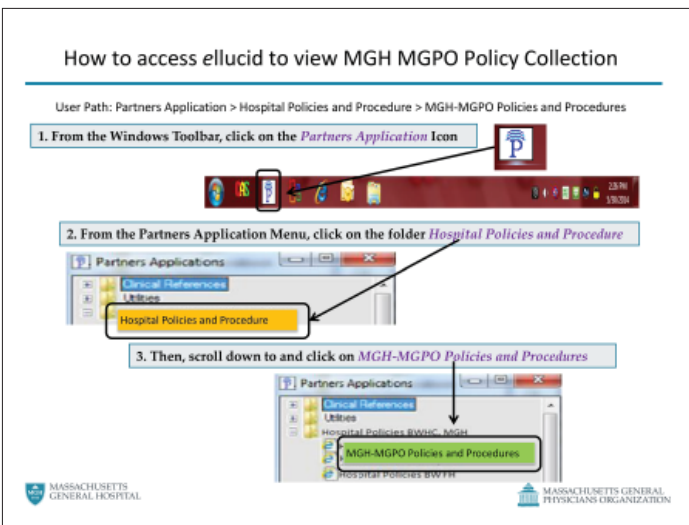 How to access ellucid to view MGH MGPO Policy Collection
User Path: Partners Application > Hospital Policies and Procedure > MGH-MGPO Policies and Procedures
1. From the Windows Toolbar, click on the Partners Application Icon
P
2:35 PM
5/30/2014
2. From the Partners Application Menu, click on the folder Hospital Policies and Procedure
Partners Applications
Clinical References
Utilities
Hospital Policies and Procedure
3. Then, scroll down to and click on MGH-MGPO Policies and Procedures
Partners Applications
Clinical References
Utilities
Hospital Policies BWHC, MGH
MGH-MGPO Policies and Procedures
Hospital Policies BWFH
MASSACHUSETTS
GENERAL HOSPITAL
MASSACHUSETTS GENERAL
PHYSICIANS ORGANIZATION